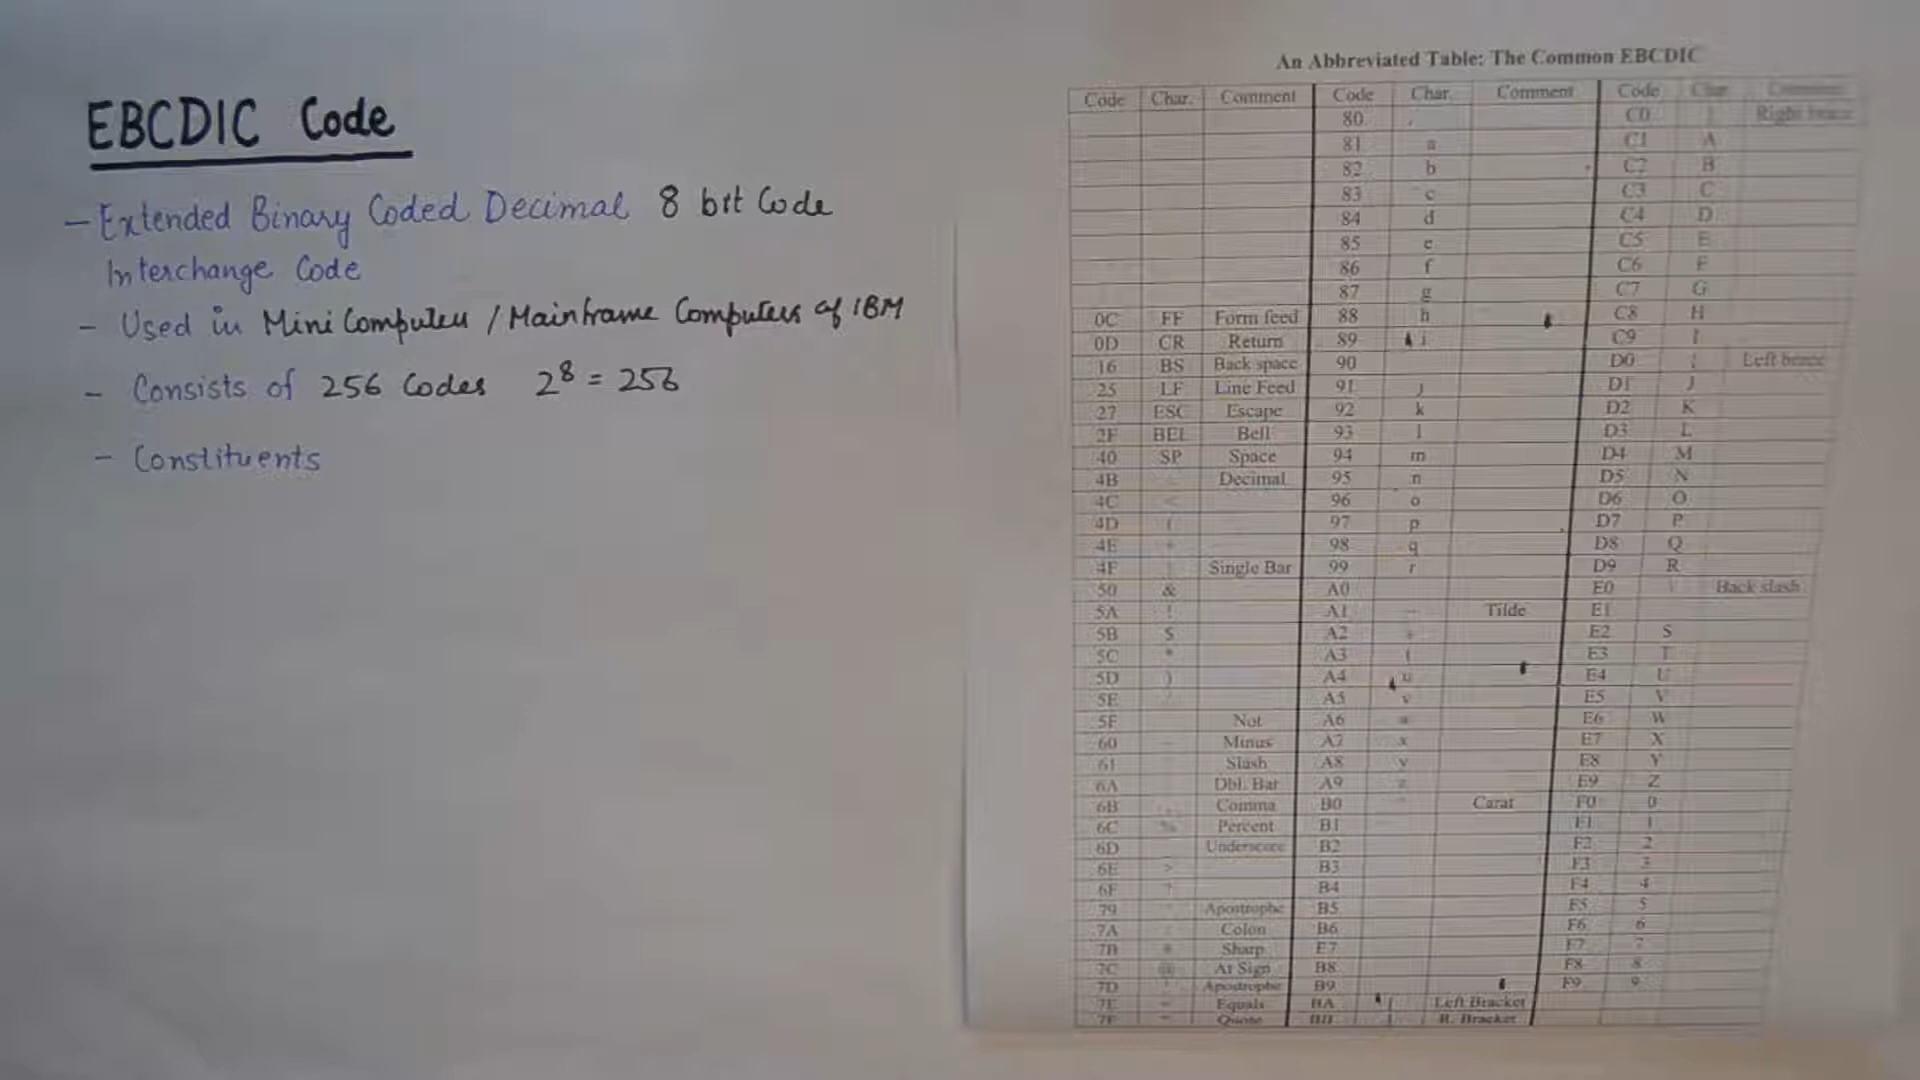 EBCDIC Code
- Extended Binary Coded Decimal 8 bit Code
Interchange Code
- Used in Mini Computers / Mainframe Computers of IBM
- Consists of 256 Codes 2⁸ = 256
- Constituents
An Abbreviated Table: The Common EBCDIC
Code Char. Comment Code Char. Comment Code Char Comment
80 C0 } Right brace
81 a C1 A
82 b C2 B
83 c C3 C
84 d C4 D
85 e C5 E
86 f C6 F
87 g C7 G
0C FF Form feed 88 h C8 H
0D CR Return 89 i C9 I
16 BS Back space 90 D0 Left brace
25 LF Line Feed 91 j D1 J
27 ESC Escape 92 k D2 K
2F BEL Bell 93 l D3 L
40 SP Space 94 m D4 M
4B Decimal 95 n D5 N
4C < 96 o D6 O
4D ( 97 p D7 P
4E + 98 q D8 Q
4F | Single Bar 99 r D9 R
50 & A0 E0 \ Back slash
5A ! A1 ~ Tilde E1
5B $ A2 E2 S
5C * A3 t E3 T
5D ) A4 u E4 U
5E A5 v E5 V
5F Not A6 E6 W
60 Minus A7 x E7 X
61 Slash A8 y E8 Y
6A Dbl. Bar A9 z E9 Z
6B , Comma B0 Carat F0 0
6C % Percent B1 F1 1
6D Underscore B2 F2 2
6E > B3 F3 3
6F ? B4 F4 4
79 Apostrophe B5 F5 5
7A : Colon B6 F6 6
7B # Sharp E7 F7 7
7C @ At Sign B8 F8 8
7D ' Apostrophe B9 F9 9
7E = Equals BA [ Left Bracket
7F " Quote BB ] R. Bracket